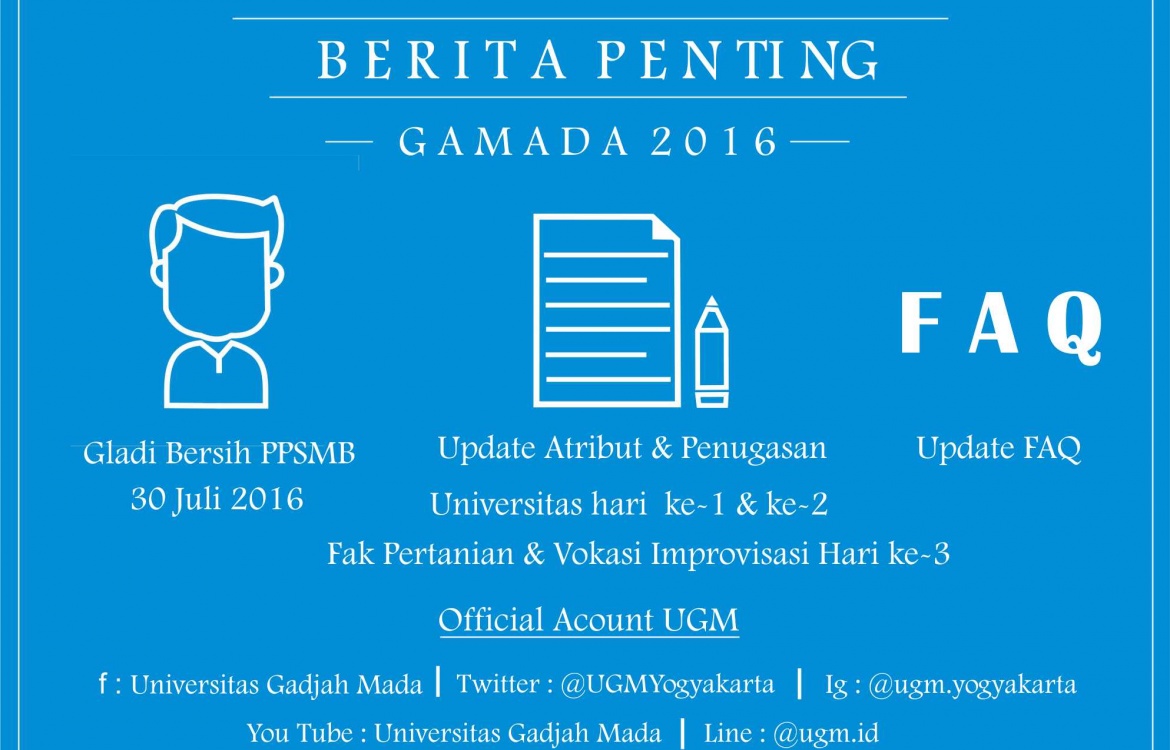 BERITA PENTING
GAMADA 2016
FAQ
Gladi Bersih PPSMB
30 Juli 2016
Update Atribut & Penugasan
Universitas hari ke-1 & ke-2
Fak Pertanian & Vokasi Improvisasi Hari ke-3
Update FAQ
Official Acount UGM
f : Universitas Gadjah Mada | Twitter : @UGMYogyakarta | Ig : @ugm.yogyakarta
You Tube : Universitas Gadjah Mada | Line : @ugm.id